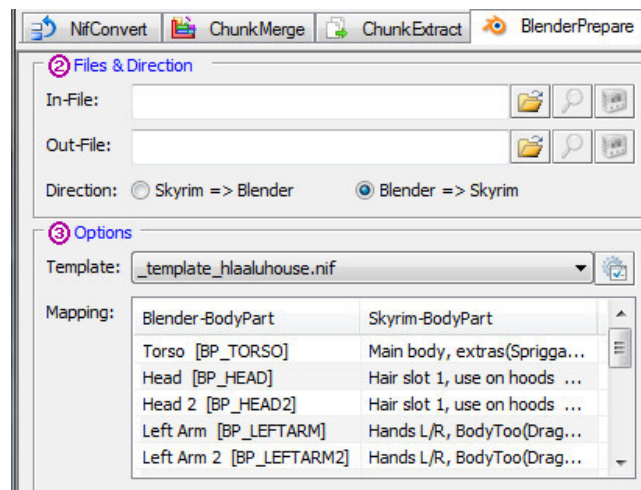 NifConvert ChunkMerge ChunkExtract BlenderPrepare
② Files & Direction
In-File:
Out-File:
Direction: Skyrim => Blender Blender => Skyrim
③ Options
Template: _template_hlaaluhouse.nif
Mapping: Blender-BodyPart Skyrim-BodyPart
Torso [BP_TORSO] Main body, extras(Sprigga...
Head [BP_HEAD] Hair slot 1, use on hoods ...
Head 2 [BP_HEAD2] Hair slot 1, use on hoods ...
Left Arm [BP_LEFTARM] Hands L/R, BodyToo(Drag...
Left Arm 2 [BP_LEFTARM2] Hands L/R, BodyToo(Drag...